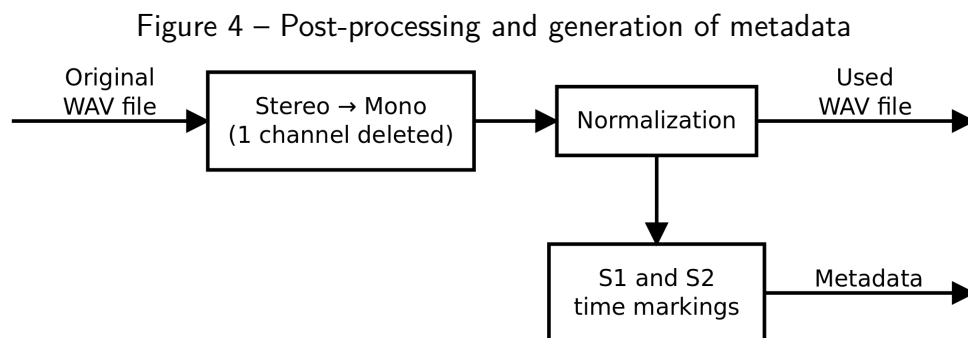 Figure 4 – Post-processing and generation of metadata
Original
WAV file
Stereo → Mono
(1 channel deleted)
Normalization
Used
WAV file
S1 and S2
time markings
Metadata